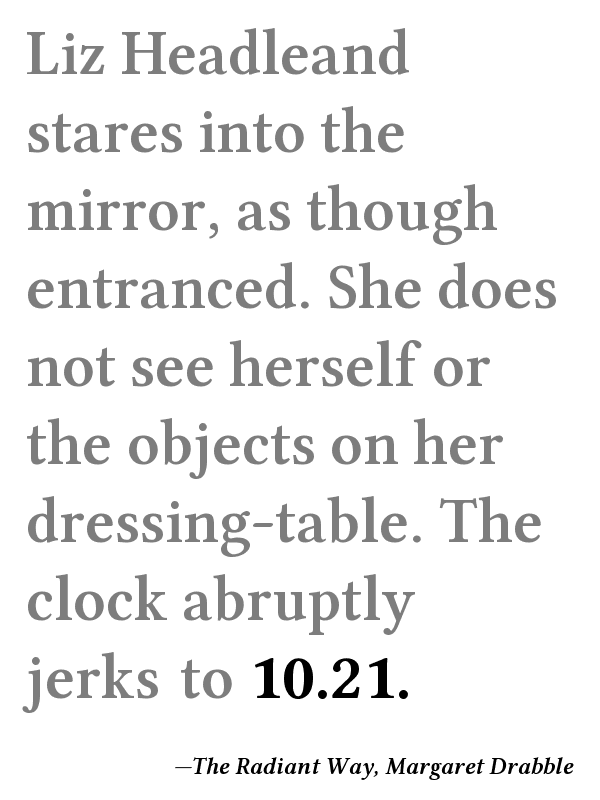 Liz Headleand
stares into the
mirror, as though
entranced. She does
not see herself or
the objects on her
dressing-table. The
clock abruptly
jerks to 10.21.
—The Radiant Way, Margaret Drabble